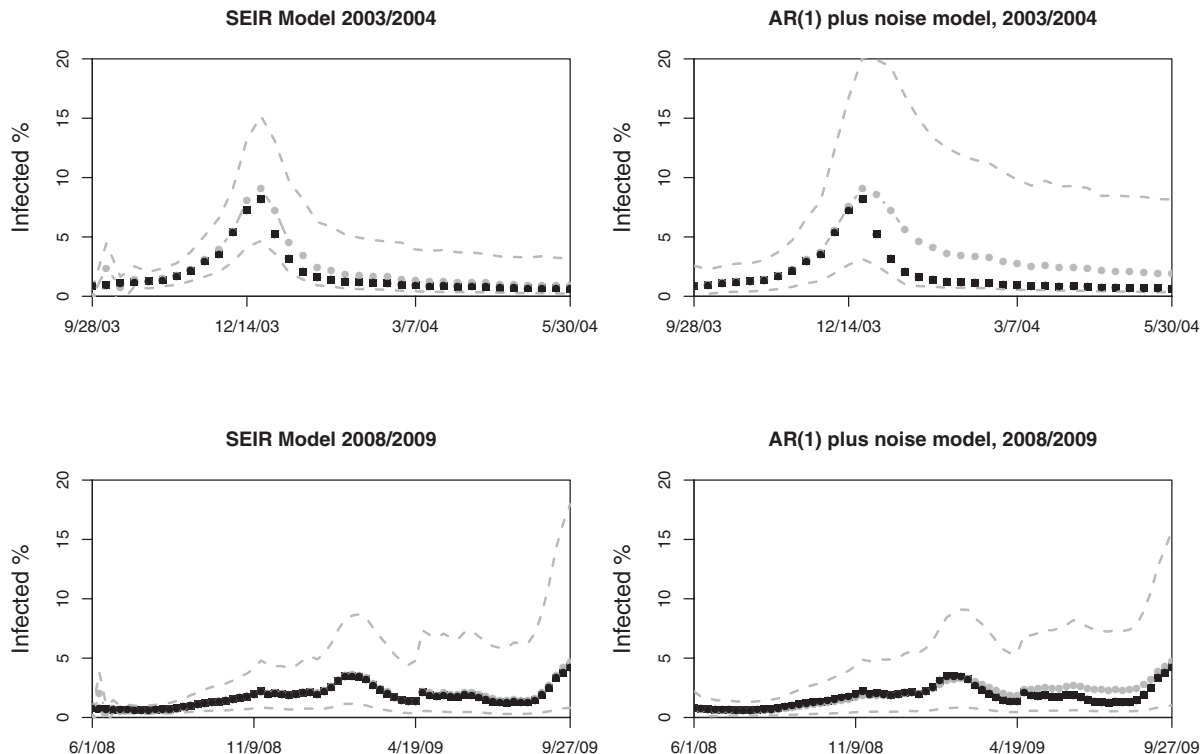 SEIR Model 2003/2004
Infected %
20
15
10
5
0
9/28/03 12/14/03 3/7/04 5/30/04
AR(1) plus noise model, 2003/2004
Infected %
20
15
10
5
0
9/28/03 12/14/03 3/7/04 5/30/04
SEIR Model 2008/2009
Infected %
20
15
10
5
0
6/1/08 11/9/08 4/19/09 9/27/09
AR(1) plus noise model, 2008/2009
Infected %
20
15
10
5
0
6/1/08 11/9/08 4/19/09 9/27/09